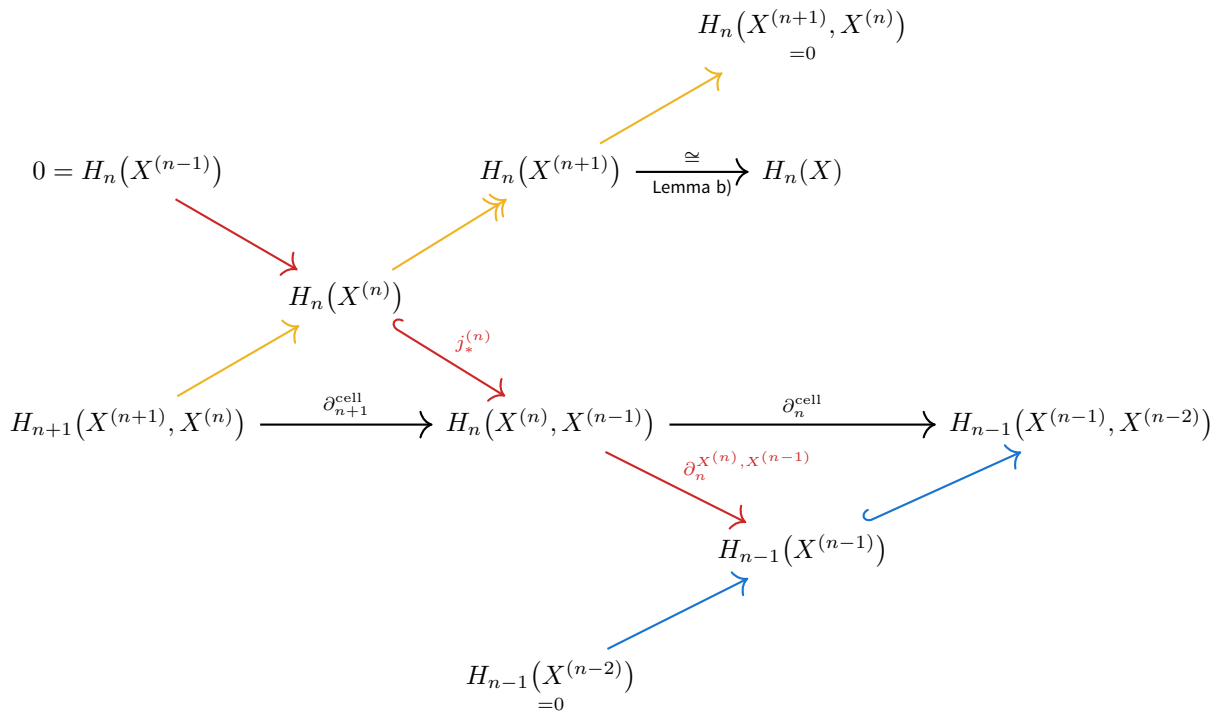 H_n(X^{(n+1)}, X^{(n)})
=0
0 = H_n(X^{(n-1)})
H_n(X^{(n+1)})
≅
Lemma b)
H_n(X)
H_n(X^{(n)})
j_*^{(n)}
H_{n+1}(X^{(n+1)}, X^{(n)})
∂_{n+1}^{cell}
H_n(X^{(n)}, X^{(n-1)})
∂_n^{cell}
H_{n-1}(X^{(n-1)}, X^{(n-2)})
∂_n^{X^{(n)}, X^{(n-1)}}
H_{n-1}(X^{(n-1)})
H_{n-1}(X^{(n-2)})
=0